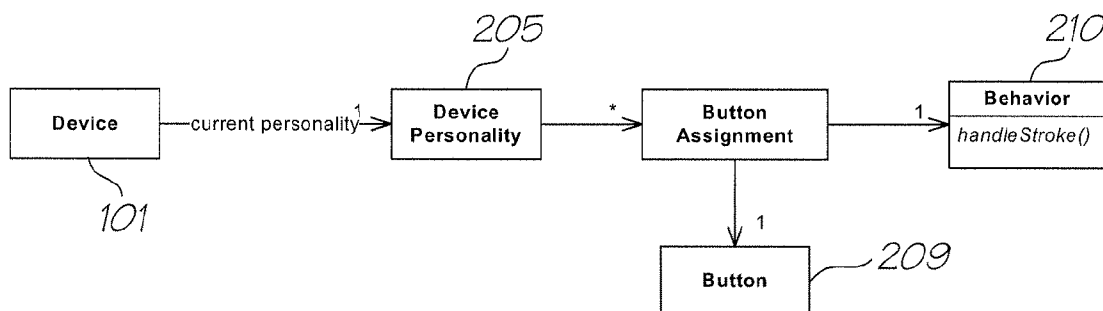 205
210
Device
current personality
1
Device
Personality
*
Button
Assignment
1
Behavior
handleStroke()
101
1
Button
209